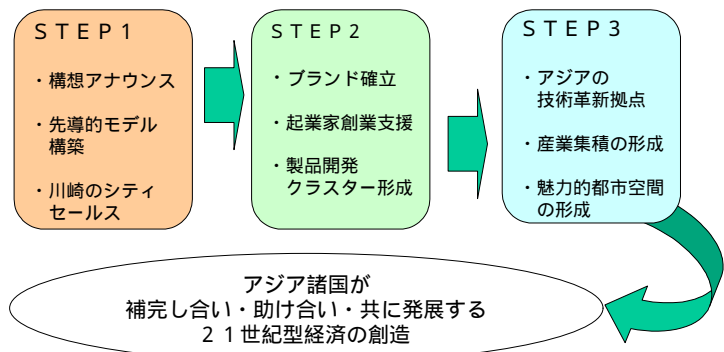 ＳＴＥＰ１
・構想アナウンス
・先導的モデル
構築
・川崎のシティ
セールス
ＳＴＥＰ２
・ブランド確立
・起業家創業支援
・製品開発
クラスター形成
ＳＴＥＰ３
・アジアの
技術革新拠点
・産業集積の形成
・魅力的都市空間
の形成
アジア諸国が
補完し合い・助け合い・共に発展する
２１世紀型経済の創造